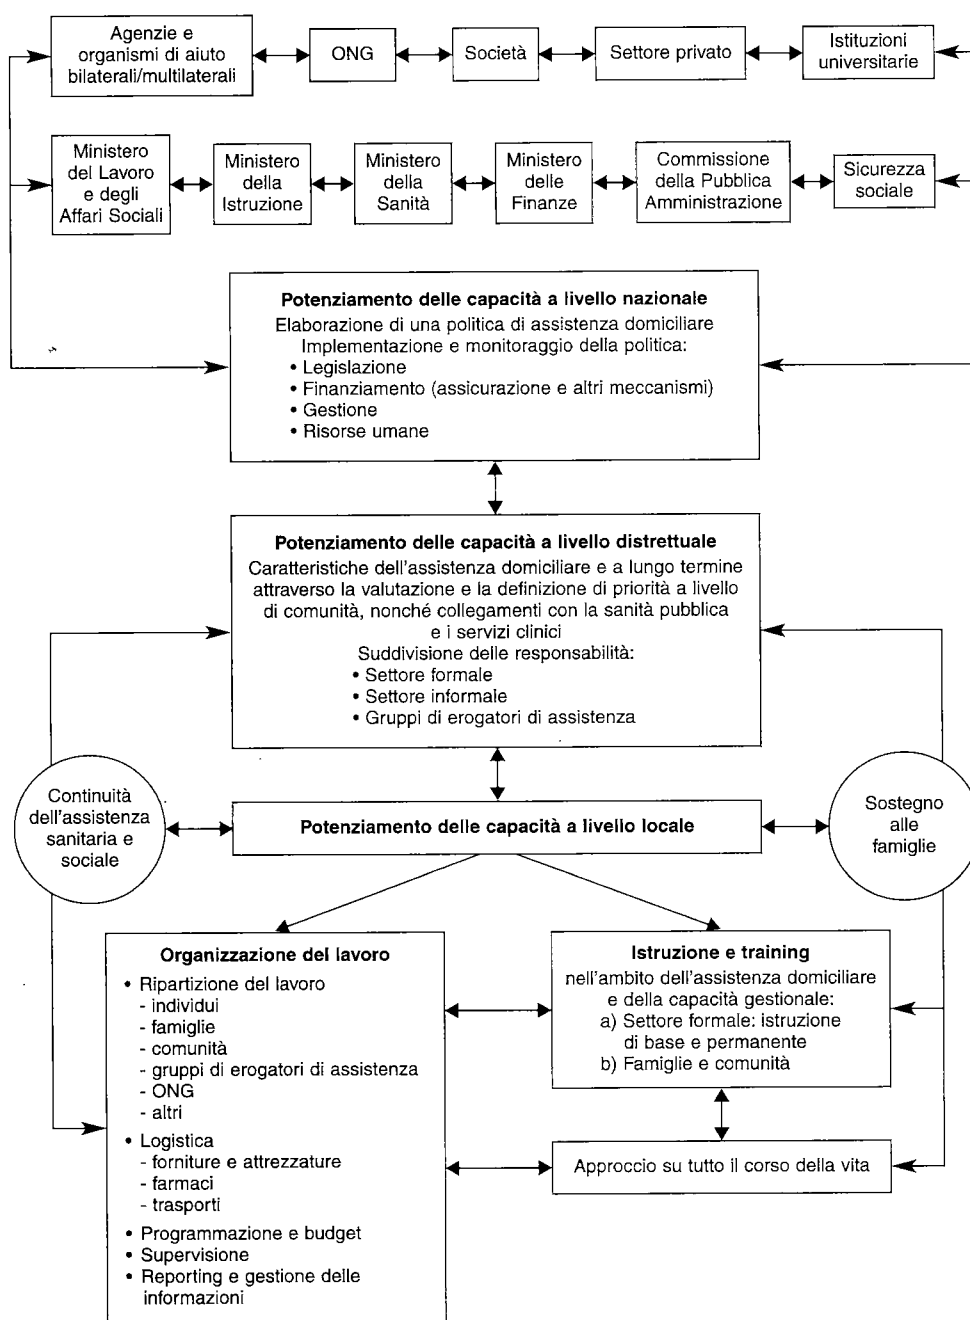 Agenzie e
organismi di aiuto
bilaterali/multilaterali
ONG
Società
Settore privato
Istituzioni
universitarie
Ministero
del Lavoro
e degli
Affari Sociali
Ministero
della
Istruzione
Ministero
della
Sanità
Ministero
delle
Finanze
Commissione
della Pubblica
Amministrazione
Sicurezza
sociale
Potenziamento delle capacità a livello nazionale
Elaborazione di una politica di assistenza domiciliare
Implementazione e monitoraggio della politica:
• Legislazione
• Finanziamento (assicurazione e altri meccanismi)
• Gestione
• Risorse umane
Potenziamento delle capacità a livello distrettuale
Caratteristiche dell'assistenza domiciliare e a lungo termine
attraverso la valutazione e la definizione di priorità a livello
di comunità, nonché collegamenti con la sanità pubblica
e i servizi clinici
Suddivisione delle responsabilità:
• Settore formale
• Settore informale
• Gruppi di erogatori di assistenza
Continuità
dell'assistenza
sanitaria e
sociale
Potenziamento delle capacità a livello locale
Sostegno
alle
famiglie
Organizzazione del lavoro
• Ripartizione del lavoro
- individui
- famiglie
- comunità
- gruppi di erogatori di assistenza
- ONG
- altri
• Logistica
- forniture e attrezzature
- farmaci
- trasporti
• Programmazione e budget
• Supervisione
• Reporting e gestione delle
informazioni
Istruzione e training
nell'ambito dell'assistenza domiciliare
e della capacità gestionale:
a) Settore formale: istruzione
di base e permanente
b) Famiglie e comunità
Approccio su tutto il corso della vita